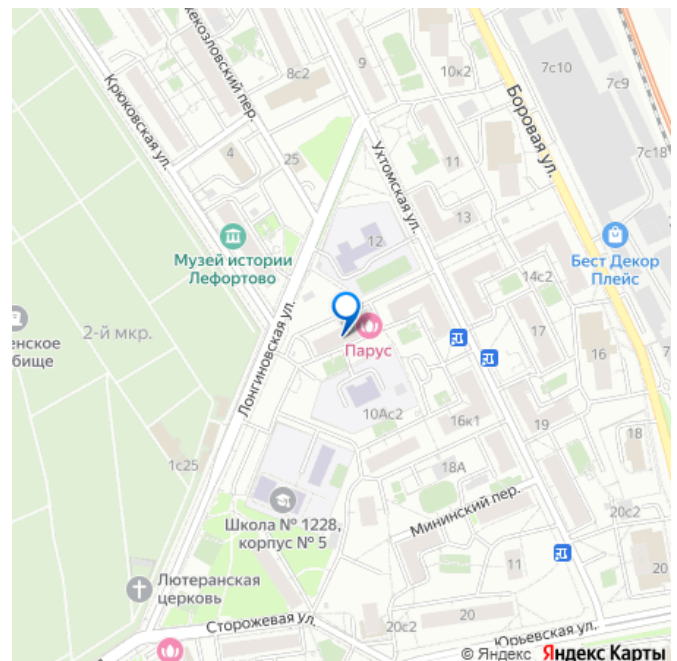 хекозловский пер.
8с2
9
10к2
7с10
7с9
Крюковская ул.
Боровая ул.
7с18
4
25
Ухтомская ул.
11
13
12
Музей истории
Лефортово
Бест Декор
Плейс
14с2
енское
бище
2-й мкр.
Лонгиновская ул.
Парус
17
16
10Ас2
16к1
19
18
1с25
18А
Школа № 1228,
корпус № 5
Мининский пер.
20с2
11
20
Лютеранская
церковь
Сторожевая ул.
20с2
20
Юрьевская ул.
© Яндекс Яндекс Карты